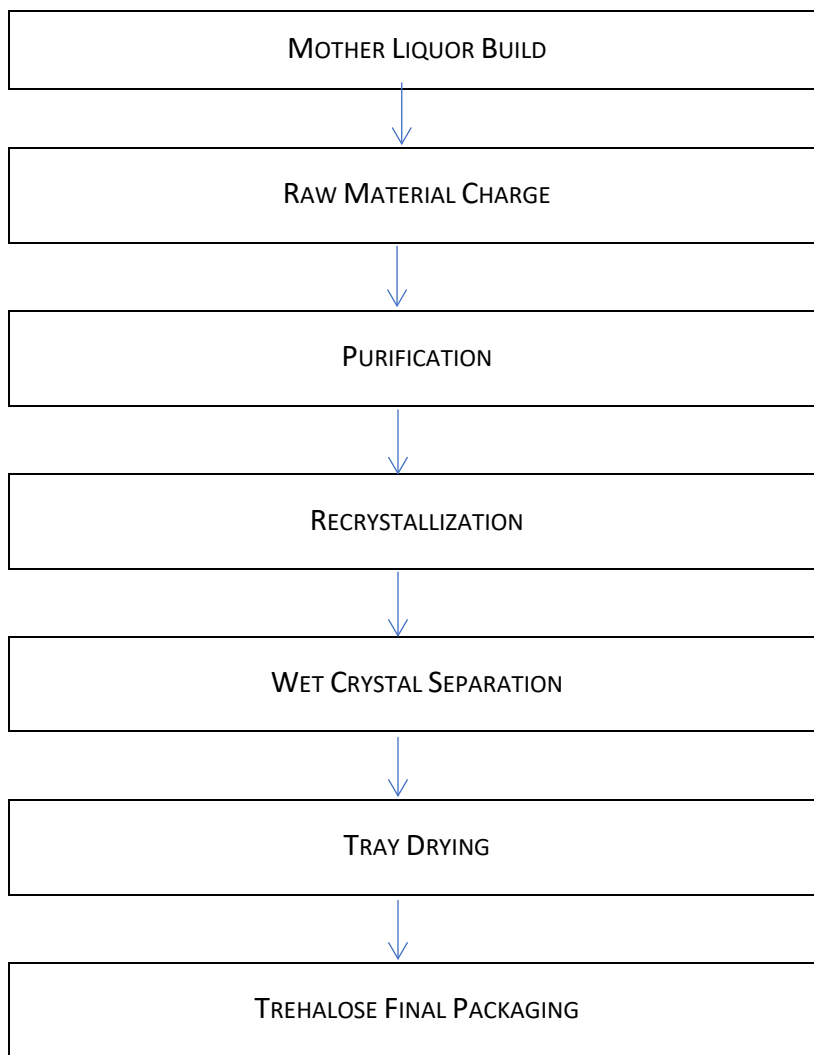 Mother Liquor Build
Raw Material Charge
Purification
Recrystallization
Wet Crystal Separation
Tray Drying
Trehalose Final Packaging